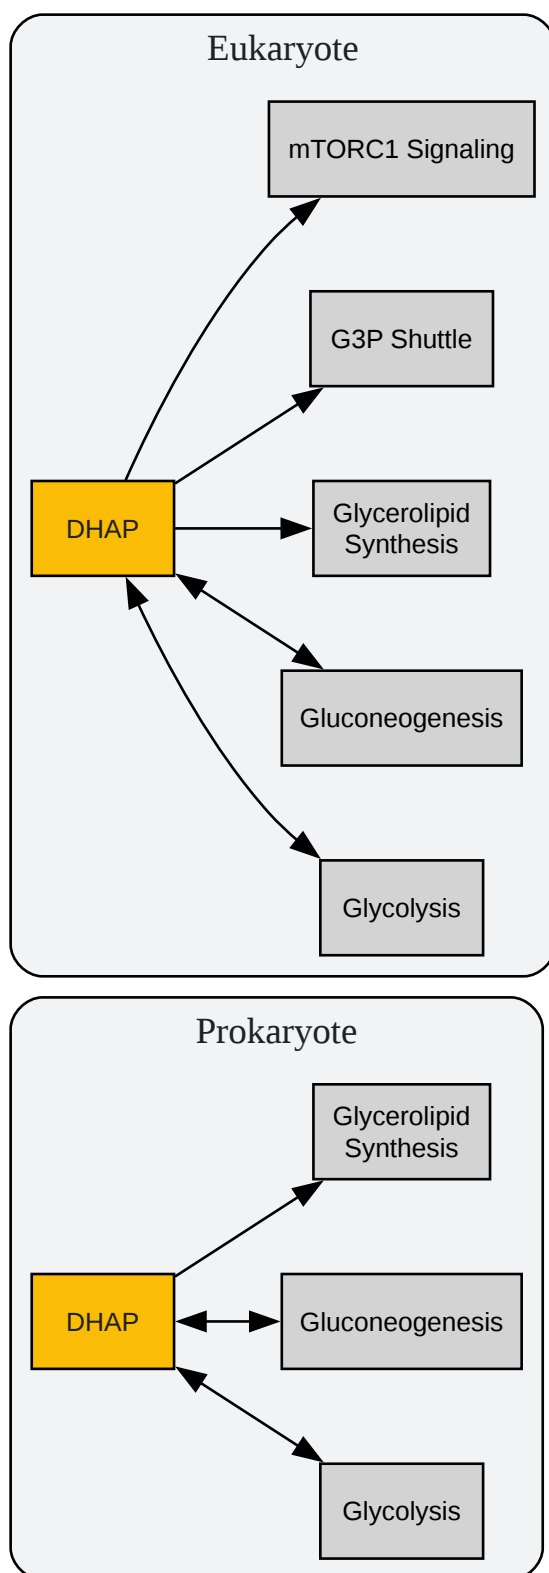 Eukaryote
mTORC1 Signaling
G3P Shuttle
DHAP
Glycerolipid
Synthesis
Gluconeogenesis
Glycolysis
Prokaryote
Glycerolipid
Synthesis
DHAP
Gluconeogenesis
Glycolysis